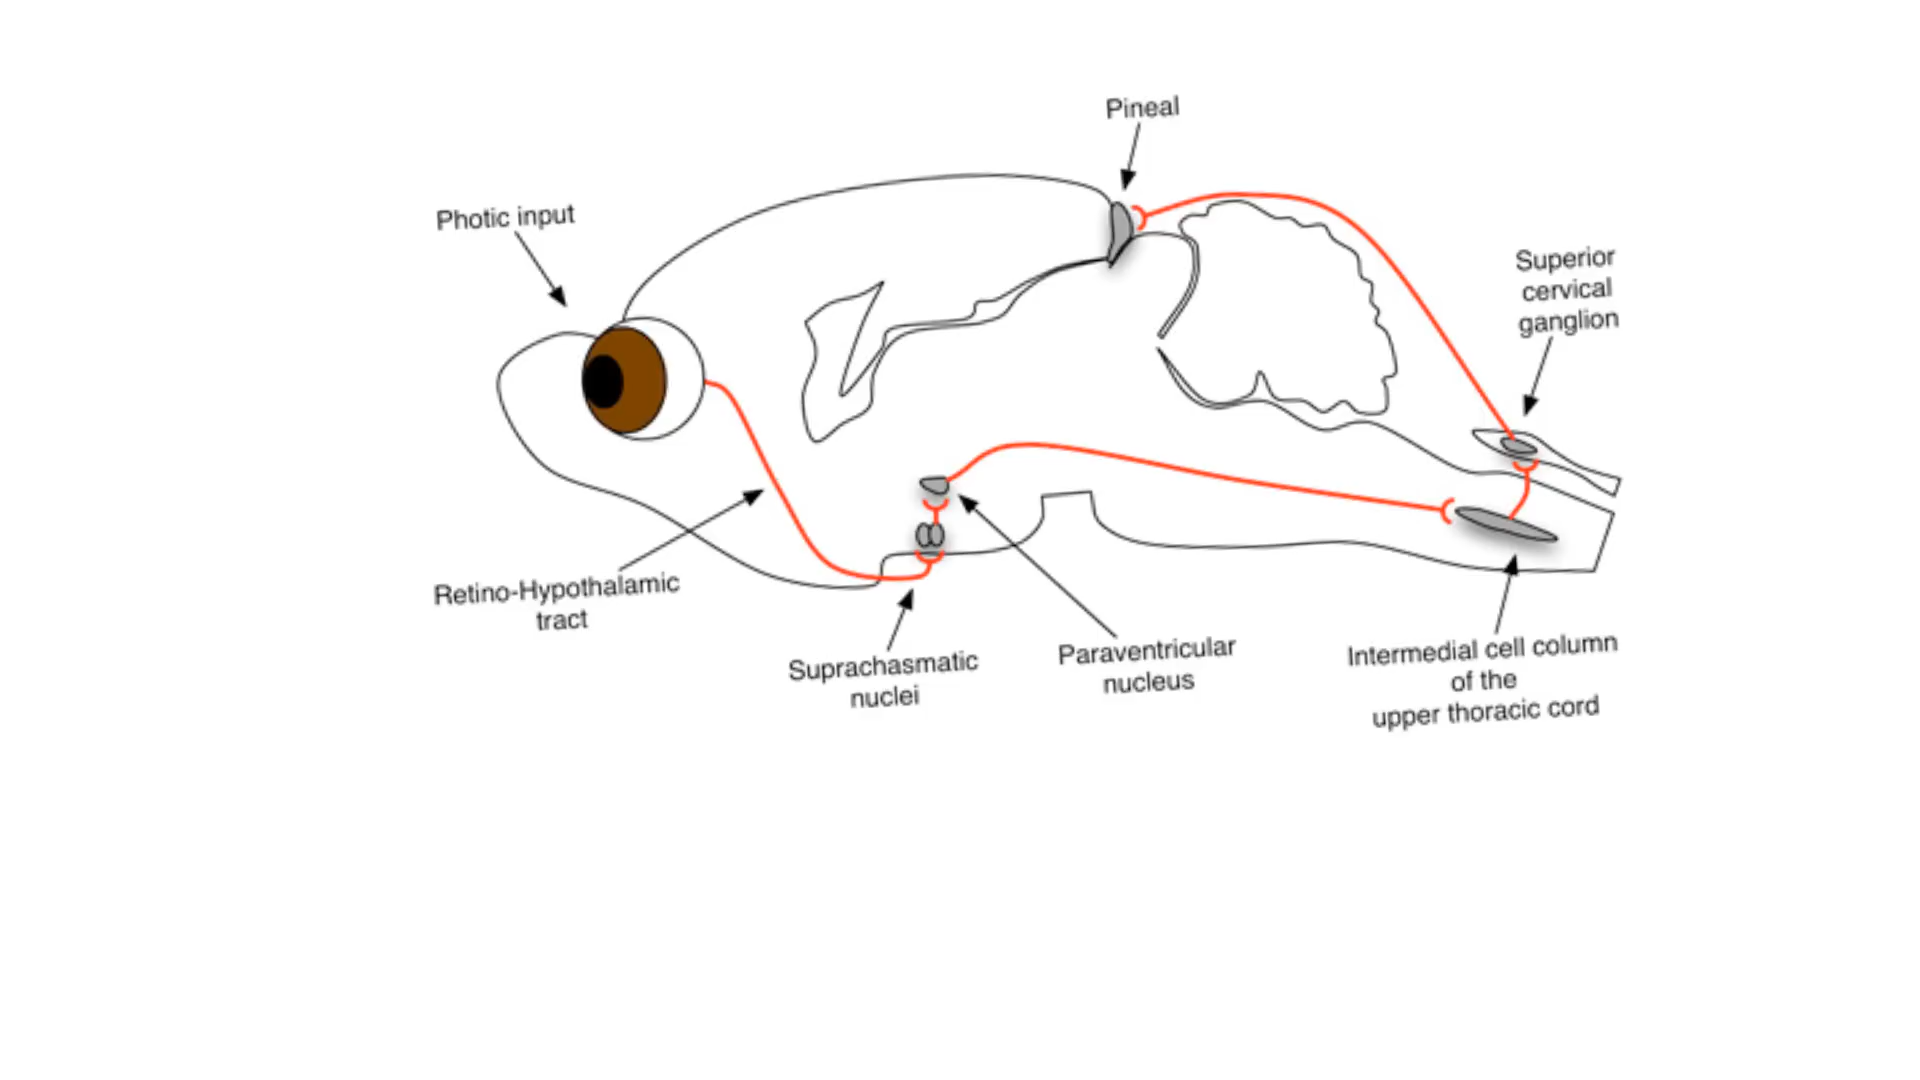 Pineal
Photic input
Superior
cervical
ganglion
Retino-Hypothalamic
tract
Suprachasmatic
nuclei
Paraventricular
nucleus
Intermedial cell column
of the
upper thoracic cord